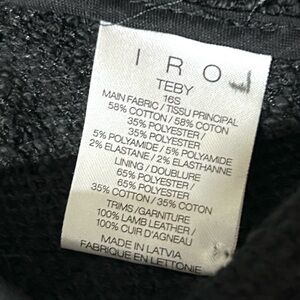 I R O
TEBY
16S
MAIN FABRIC / TISSU PRINCIPAL
58% COTTON / 58% COTON
35% POLYESTER /
35% POLYESTER
5% POLYAMIDE / 5% POLYAMIDE
2% ELASTANE / 2% ELASTHANNE
LINING / DOUBLURE
65% POLYESTER /
65% POLYESTER
35% COTTON / 35% COTON
TRIMS /GARNITURE
100% LAMB LEATHER /
100% CUIR D'AGNEAU
MADE IN LATVIA
FABRIQUE EN LETTONIE